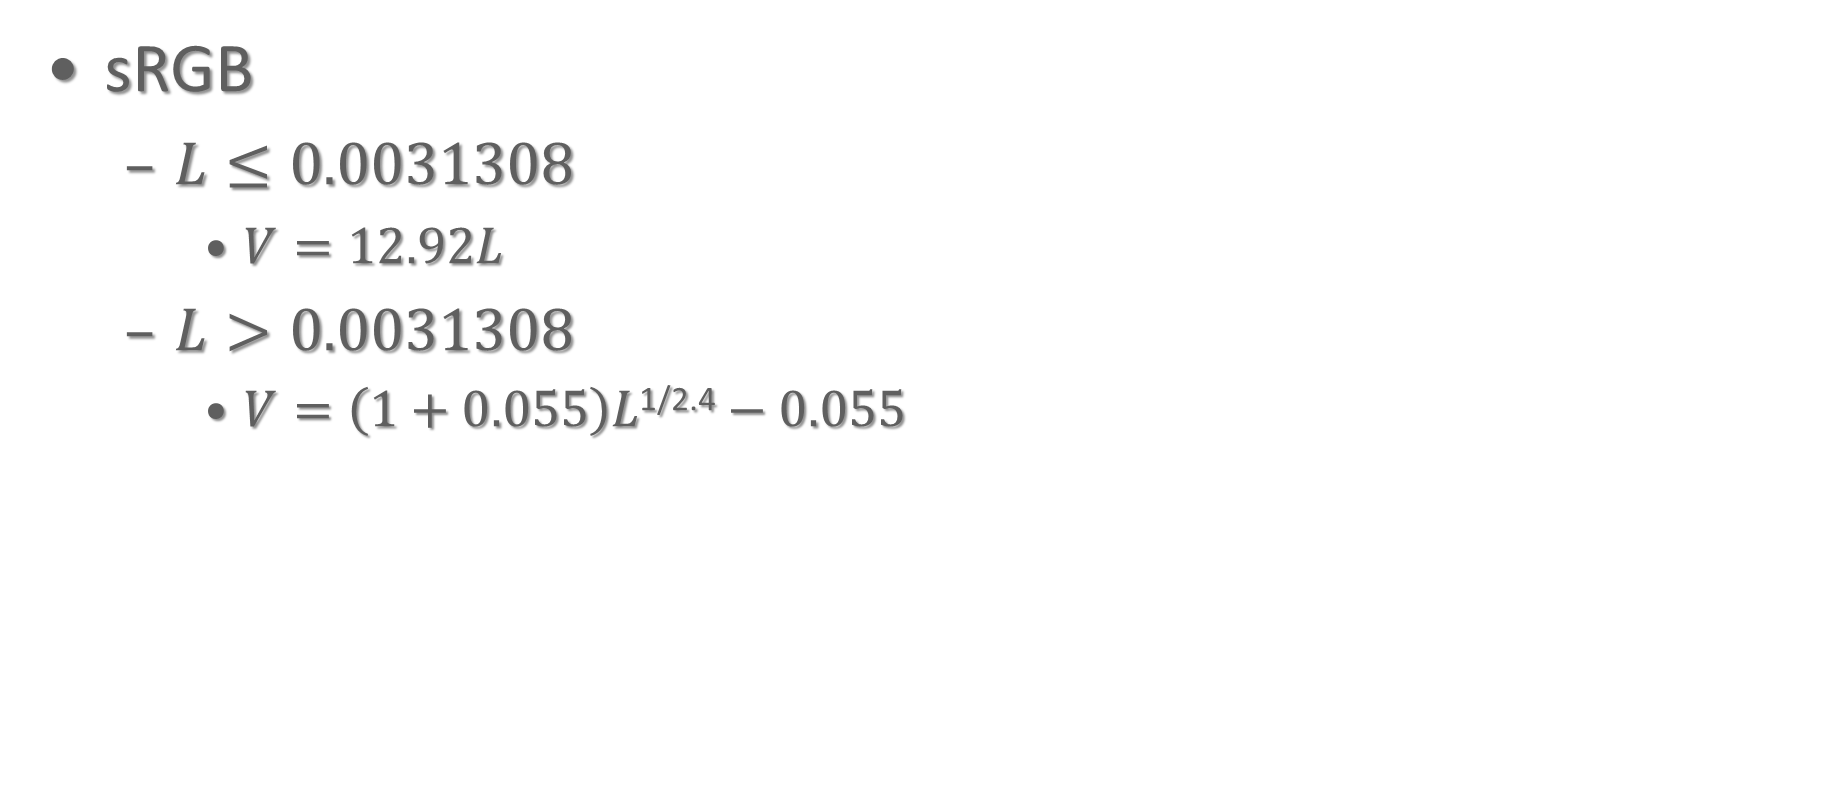 • sRGB
– L ≤ 0.0031308
• V = 12.92L
– L > 0.0031308
• V = (1 + 0.055)L^{1/2.4} − 0.055